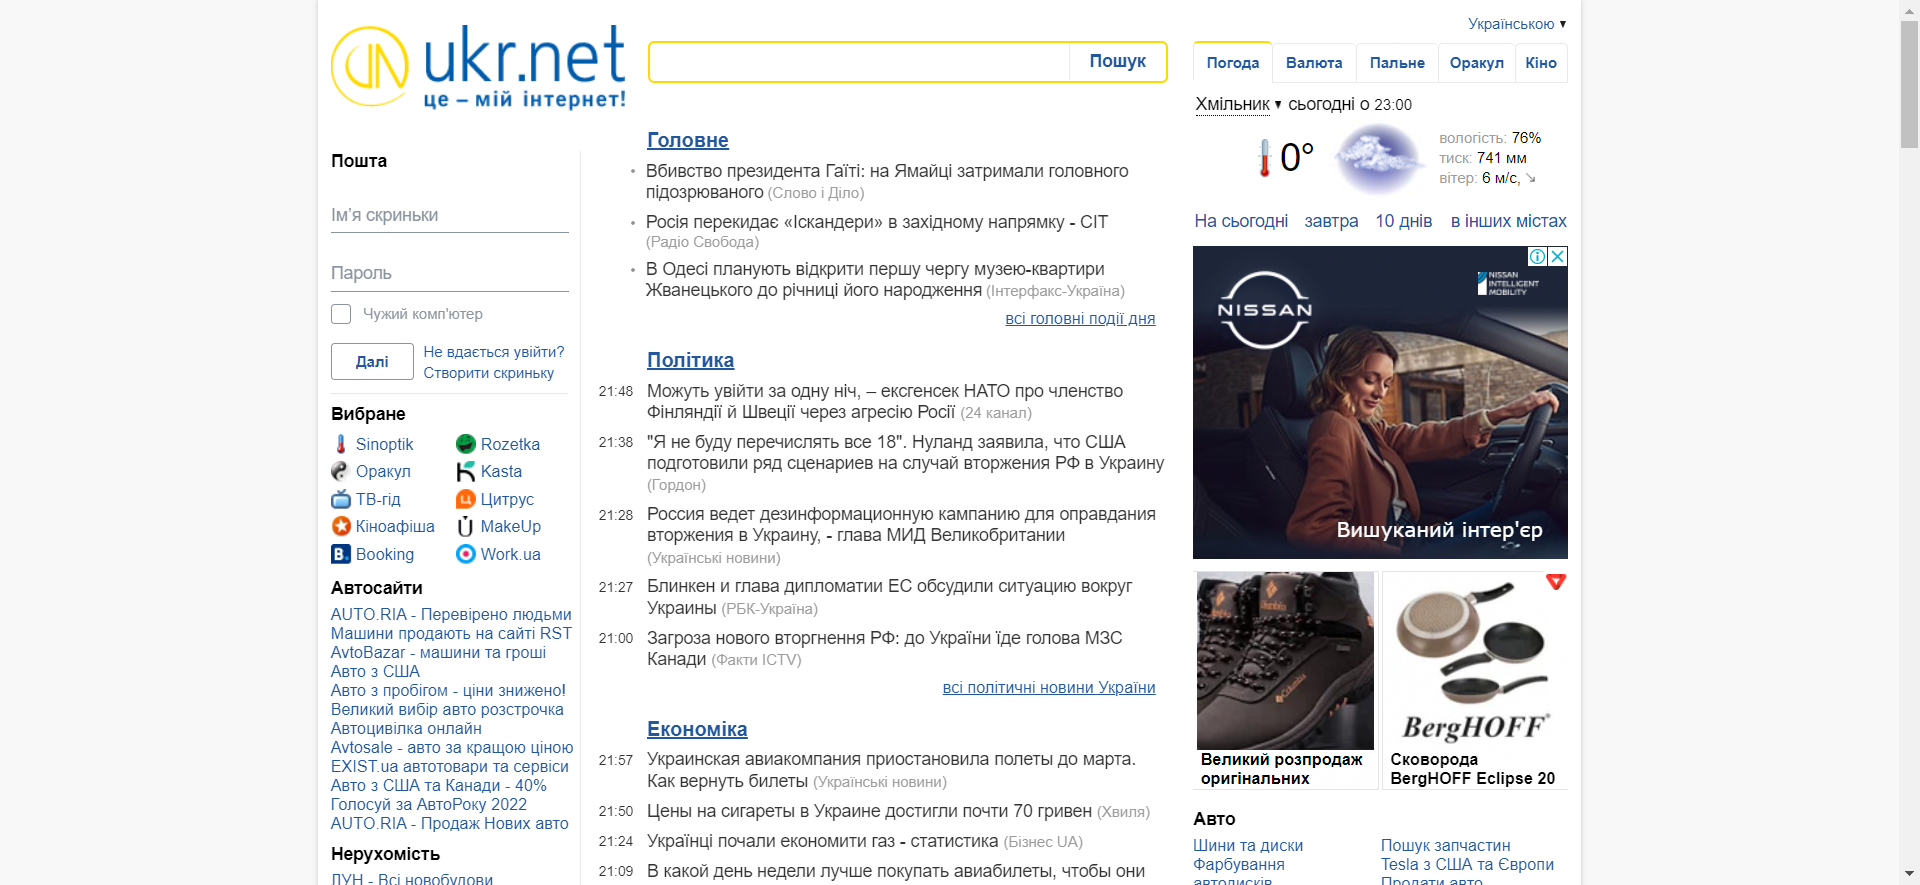 Українською ▼
ukr.net
це – мій інтернет!
Пошук
Погода
Валюта
Пальне
Оракул
Кіно
Хмільник ▼ сьогодні о 23:00
0°
вологість: 76%
тиск: 741 мм
вітер: 6 м/с,
На сьогодні
завтра
10 днів
в інших містах
Пошта
Ім'я скриньки
Пароль
Чужий комп'ютер
Далі
Не вдається увійти?
Створити скриньку
Вибране
Sinoptik
Rozetka
Оракул
Kasta
ТВ-гід
Цитрус
Кіноафіша
MakeUp
B. Booking
Work.ua
Автосайти
AUTO.RIA - Перевірено людьми
Машини продають на сайті RST
AvtoBazar - машини та гроші
Авто з США
Авто з пробігом - ціни знижено!
Великий вибір авто розстрочка
Автоцивілка онлайн
Avtosale - авто за кращою ціною
EXIST.ua автотовари та сервіси
Авто з США та Канади - 40%
Голосуй за АвтоРоку 2022
AUTO.RIA - Продаж Нових авто
Нерухомість
ЛУН - Всі новобудови
Головне
Вбивство президента Гаїті: на Ямайці затримали головного
підозрюваного (Слово і Діло)
Росія перекидає «Іскандери» в західному напрямку - CIT
(Радіо Свобода)
В Одесі планують відкрити першу чергу музею-квартири
Жванецького до річниці його народження (Інтерфакс-Україна)
всі головні події дня
Політика
21:48 Можуть увійти за одну ніч, – ексгенсек НАТО про членство
Фінляндії й Швеції через агресію Росії (24 канал)
21:38 "Я не буду перечислять все 18". Нуланд заявила, что США
подготовили ряд сценариев на случай вторжения РФ в Украину
(Гордон)
21:28 Россия ведет дезинформационную кампанию для оправдания
вторжения в Украину, - глава МИД Великобритании
(Українські новини)
21:27 Блинкен и глава дипломатии ЕС обсудили ситуацию вокруг
Украины (РБК-Україна)
21:00 Загроза нового вторгнення РФ: до України їде голова МЗС
Канади (Факти ICTV)
всі політичні новини України
Економіка
21:57 Украинская авиакомпания приостановила полеты до марта.
Как вернуть билеты (Українські новини)
21:50 Цены на сигареты в Украине достигли почти 70 гривен (Хвиля)
21:24 Українці почали економити газ - статистика (Бізнес UA)
21:09 В какой день недели лучше покупать авиабилеты, чтобы они
NISSAN
NISSAN
INTELLIGENT
MOBILITY
Вишуканий інтер'єр
Columbia
BergHOFF
Великий розпродаж
оригінальних
Сковорода
BergHOFF Eclipse 20
Авто
Шини та диски
Фарбування
автодисків
Пошук запчастин
Tesla з США та Європи
Продати авто